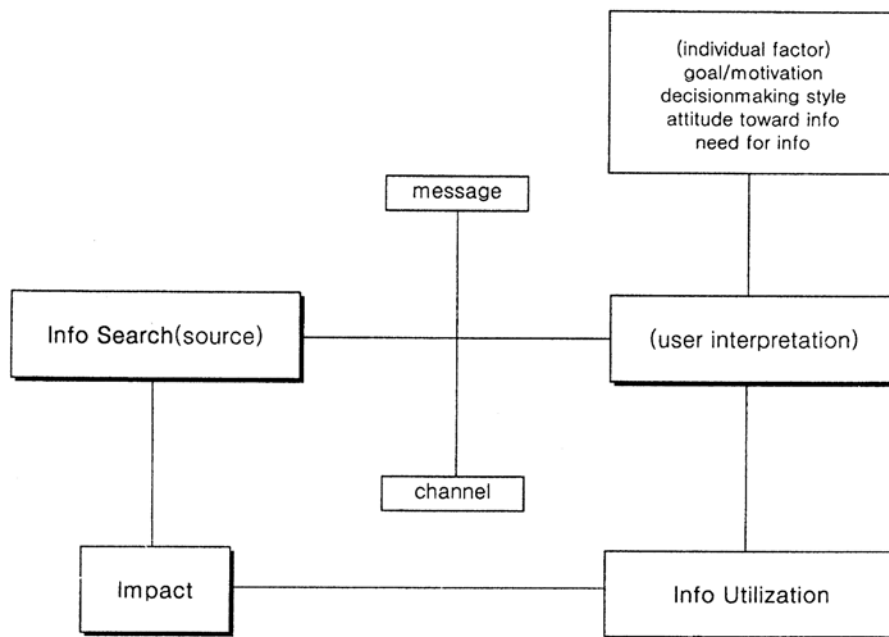 (individual factor)
goal/motivation
decisionmaking style
attitude toward info
need for info
message
Info Search(source)
(user interpretation)
channel
Impact
Info Utilization